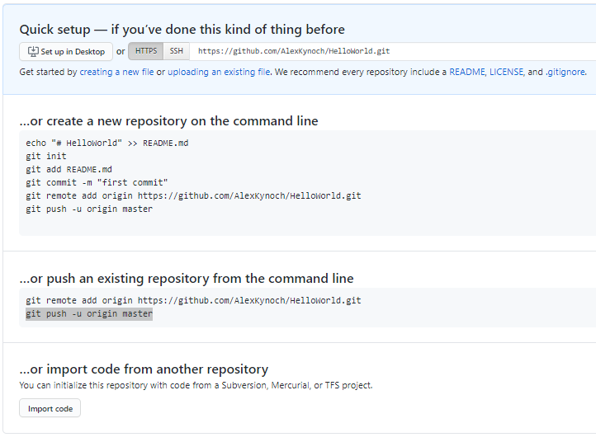 Quick setup — if you've done this kind of thing before
Set up in Desktop or HTTPS SSH https://github.com/AlexKynoch/HelloWorld.git
Get started by creating a new file or uploading an existing file. We recommend every repository include a README, LICENSE, and .gitignore.
...or create a new repository on the command line
echo "# HelloWorld" >> README.md
git init
git add README.md
git commit -m "first commit"
git remote add origin https://github.com/AlexKynoch/HelloWorld.git
git push -u origin master
...or push an existing repository from the command line
git remote add origin https://github.com/AlexKynoch/HelloWorld.git
git push -u origin master
...or import code from another repository
You can initialize this repository with code from a Subversion, Mercurial, or TFS project.
Import code